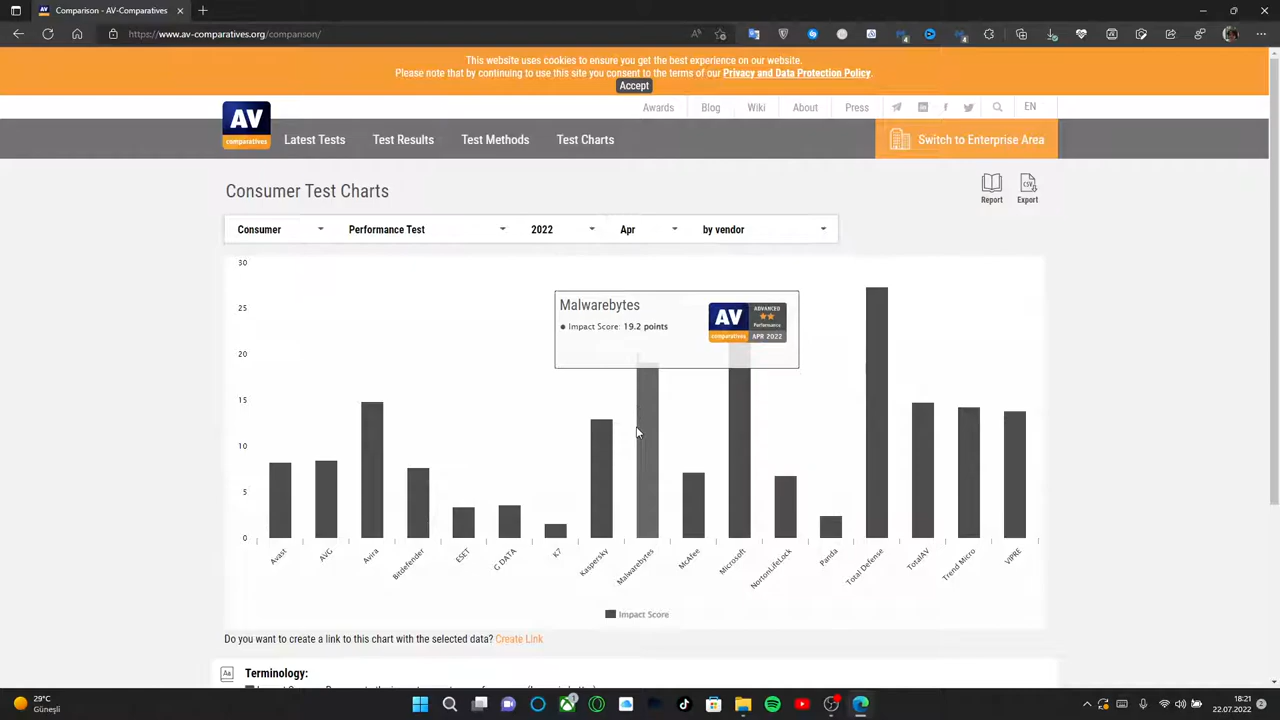 Comparison - AV-Comparatives
https://www.av-comparatives.org/comparison/
This website uses cookies to ensure you get the best experience on our website.
Please note that by continuing to use this site you consent to the terms of our Privacy and Data Protection Policy.
Accept
Awards
Blog
Wiki
About
Press
EN
AV
comparatives
Latest Tests
Test Results
Test Methods
Test Charts
Switch to Enterprise Area
Consumer Test Charts
CSV
Report
Export
Consumer
Performance Test
2022
Apr
by vendor
30
25
20
15
10
5
0
Malwarebytes
Impact Score: 19.2 points
AV
comparatives
ADVANCED
Performance
APR 2022
Avast
AVG
Avira
Bitdefender
ESET
G DATA
K7
Kaspersky
Malwarebytes
McAfee
Microsoft
NortonLifeLock
Panda
Total Defense
TotalAV
Trend Micro
VIPRE
Impact Score
Do you want to create a link to this chart with the selected data? Create Link
Aa
Terminology:
29°C
Güneşli
18:21
22.07.2022